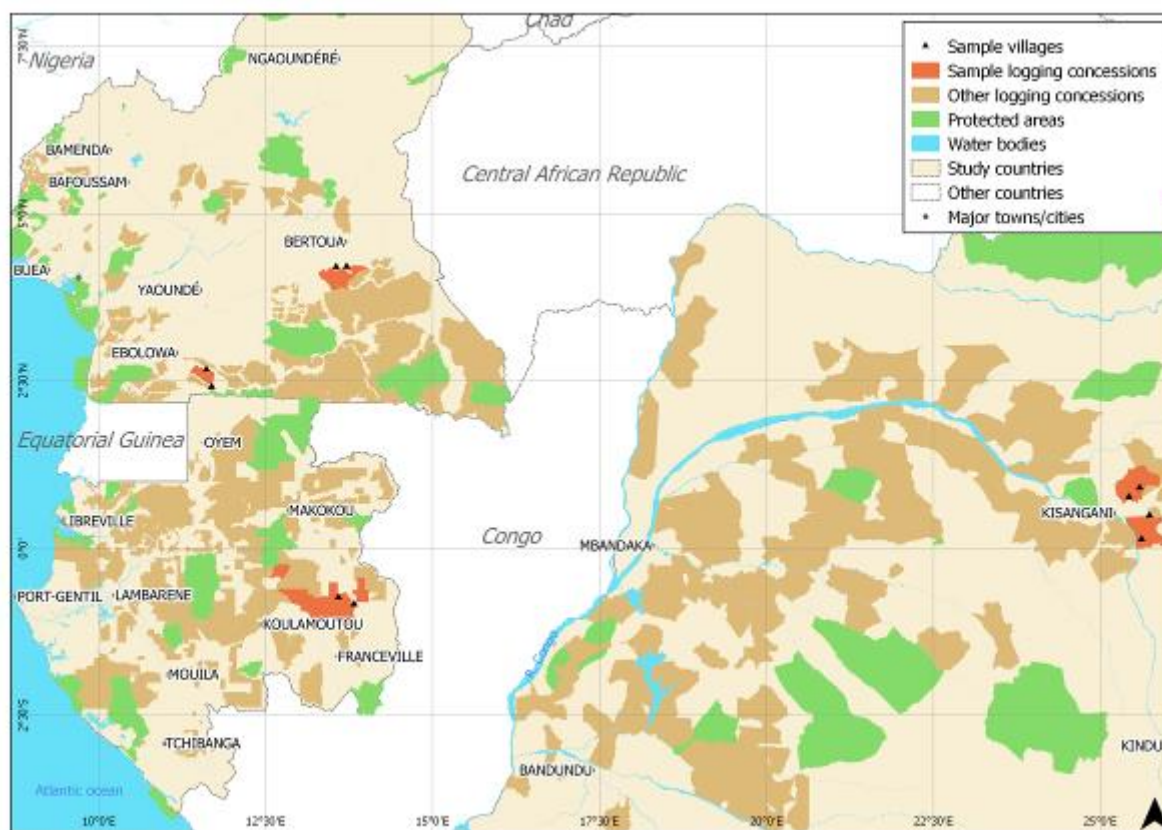 Chad
7°30'N
Nigeria
NGAOUNDÉRÉ
Sample villages
Sample logging concessions
Other logging concessions
Protected areas
Water bodies
Study countries
Other countries
Major towns/cities
BAMENDA
BAFOUSSAM
Central African Republic
5°0'N
BERTOUA
BUEA
YAOUNDÉ
EBOLOWA
2°30'N
Equatorial Guinea
OYEM
MAKOKOU
LIBREVILLE
KISANGANI
Congo
MBANDAKA
0°0'
PORT-GENTIL
LAMBARENE
KOULAMOUTOU
FRANCEVILLE
R. Congo
MOUILA
2°30'S
TCHIBANGA
KINDU
BANDUNDU
Atlantic ocean
10°0'E
12°30'E
15°0'E
17°30'E
20°0'E
22°30'E
25°0'E